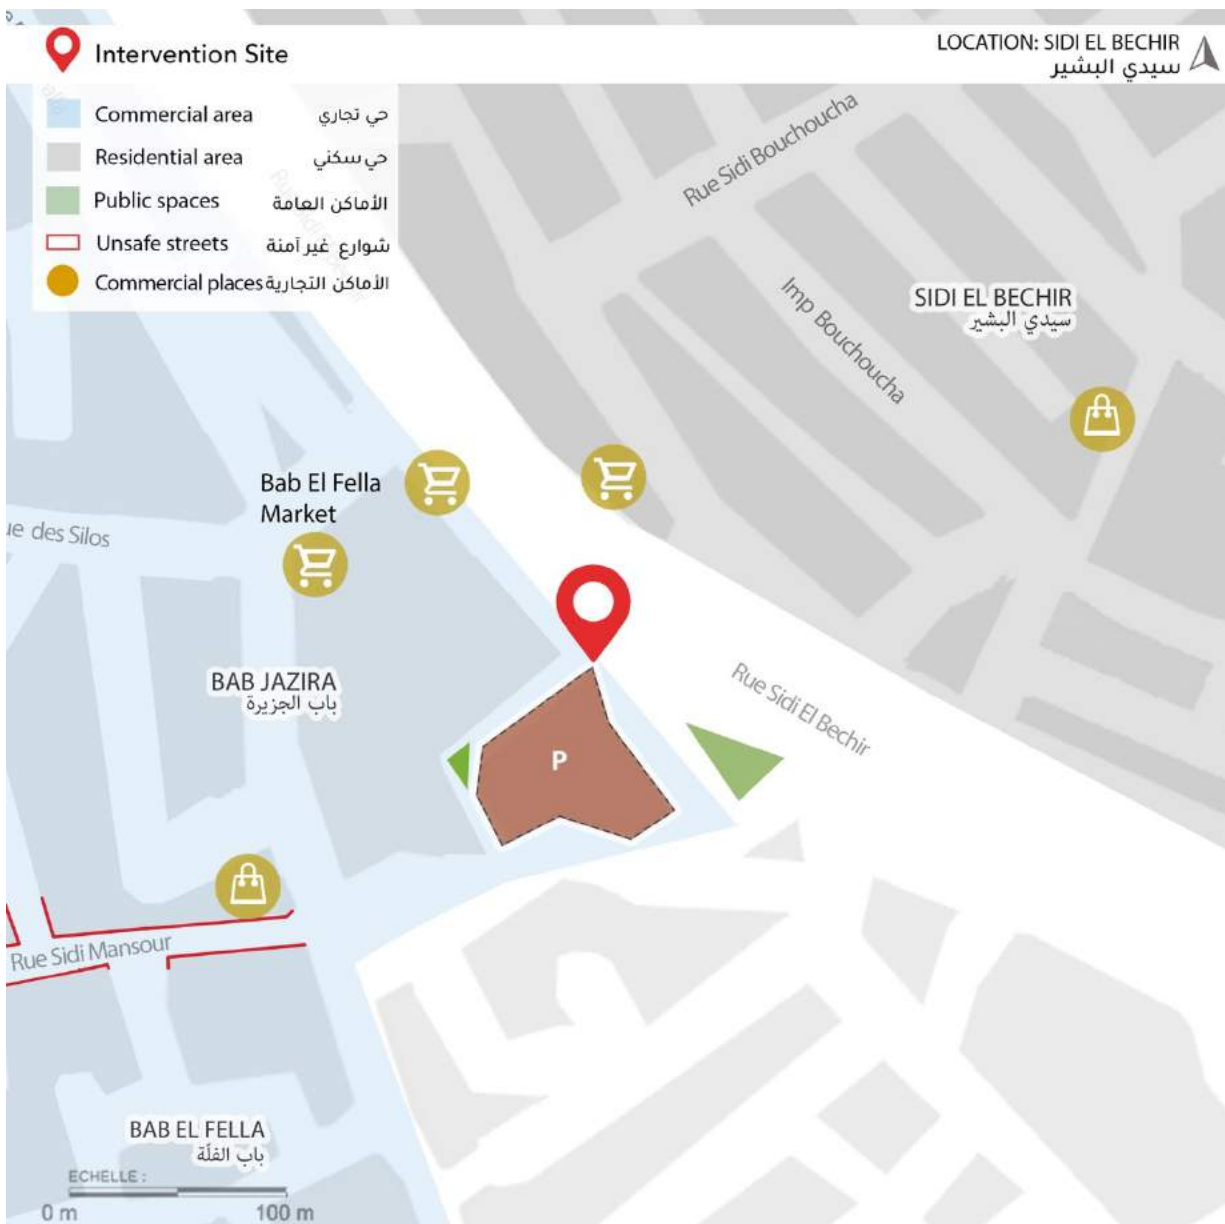 Intervention Site
LOCATION: SIDI EL BECHIR
سيدي البشير
Commercial area حي تجاري
Residential area حي سكني
Public spaces الأماكن العامة
Unsafe streets شوارع غير آمنة
Commercial places الأماكن التجارية
Rue Sidi Bouchoucha
Imp Bouchoucha
SIDI EL BECHIR
سيدي البشير
Bab El Fella
Market
ue des Silos
BAB JAZIRA
باب الجزيرة
Rue Sidi El Bechir
P
Rue Sidi Mansour
BAB EL FELLA
باب الفلّة
ECHELLE :
0 m 100 m